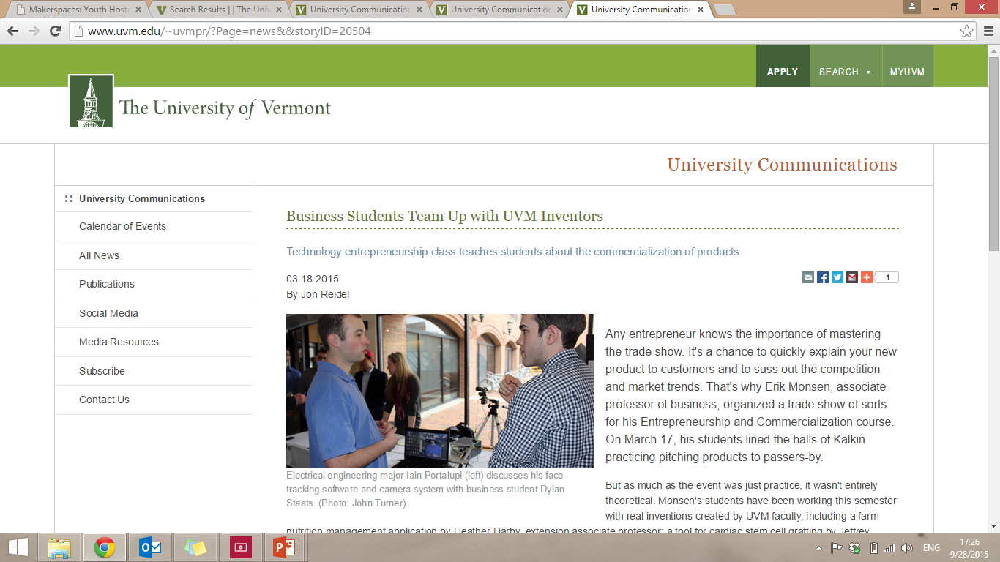 Makerspaces: Youth Host
Search Results | | The Univ
University Communication
University Communication
University Communication
www.uvm.edu/~uvmpr/?Page=news&&storyID=20504
APPLY
SEARCH
MYUVM
The University of Vermont
University Communications
University Communications
Calendar of Events
All News
Publications
Social Media
Media Resources
Subscribe
Contact Us
Business Students Team Up with UVM Inventors
Technology entrepreneurship class teaches students about the commercialization of products
03-18-2015
1
By Jon Reidel
Any entrepreneur knows the importance of mastering
the trade show. It's a chance to quickly explain your new
product to customers and to suss out the competition
and market trends. That's why Erik Monsen, associate
professor of business, organized a trade show of sorts
for his Entrepreneurship and Commercialization course.
On March 17, his students lined the halls of Kalkin
practicing pitching products to passers-by.
Electrical engineering major Iain Portalupi (left) discusses his face-
tracking software and camera system with business student Dylan
Staats. (Photo: John Turner)
But as much as the event was just practice, it wasn't entirely
theoretical. Monsen's students have been working this semester
with real inventions created by UVM faculty, including a farm
nutrition management application by Heather Darby, extension associate professor; a tool for cardiac stem cell grafting by Jeffrey
ENG
17:26
9/28/2015